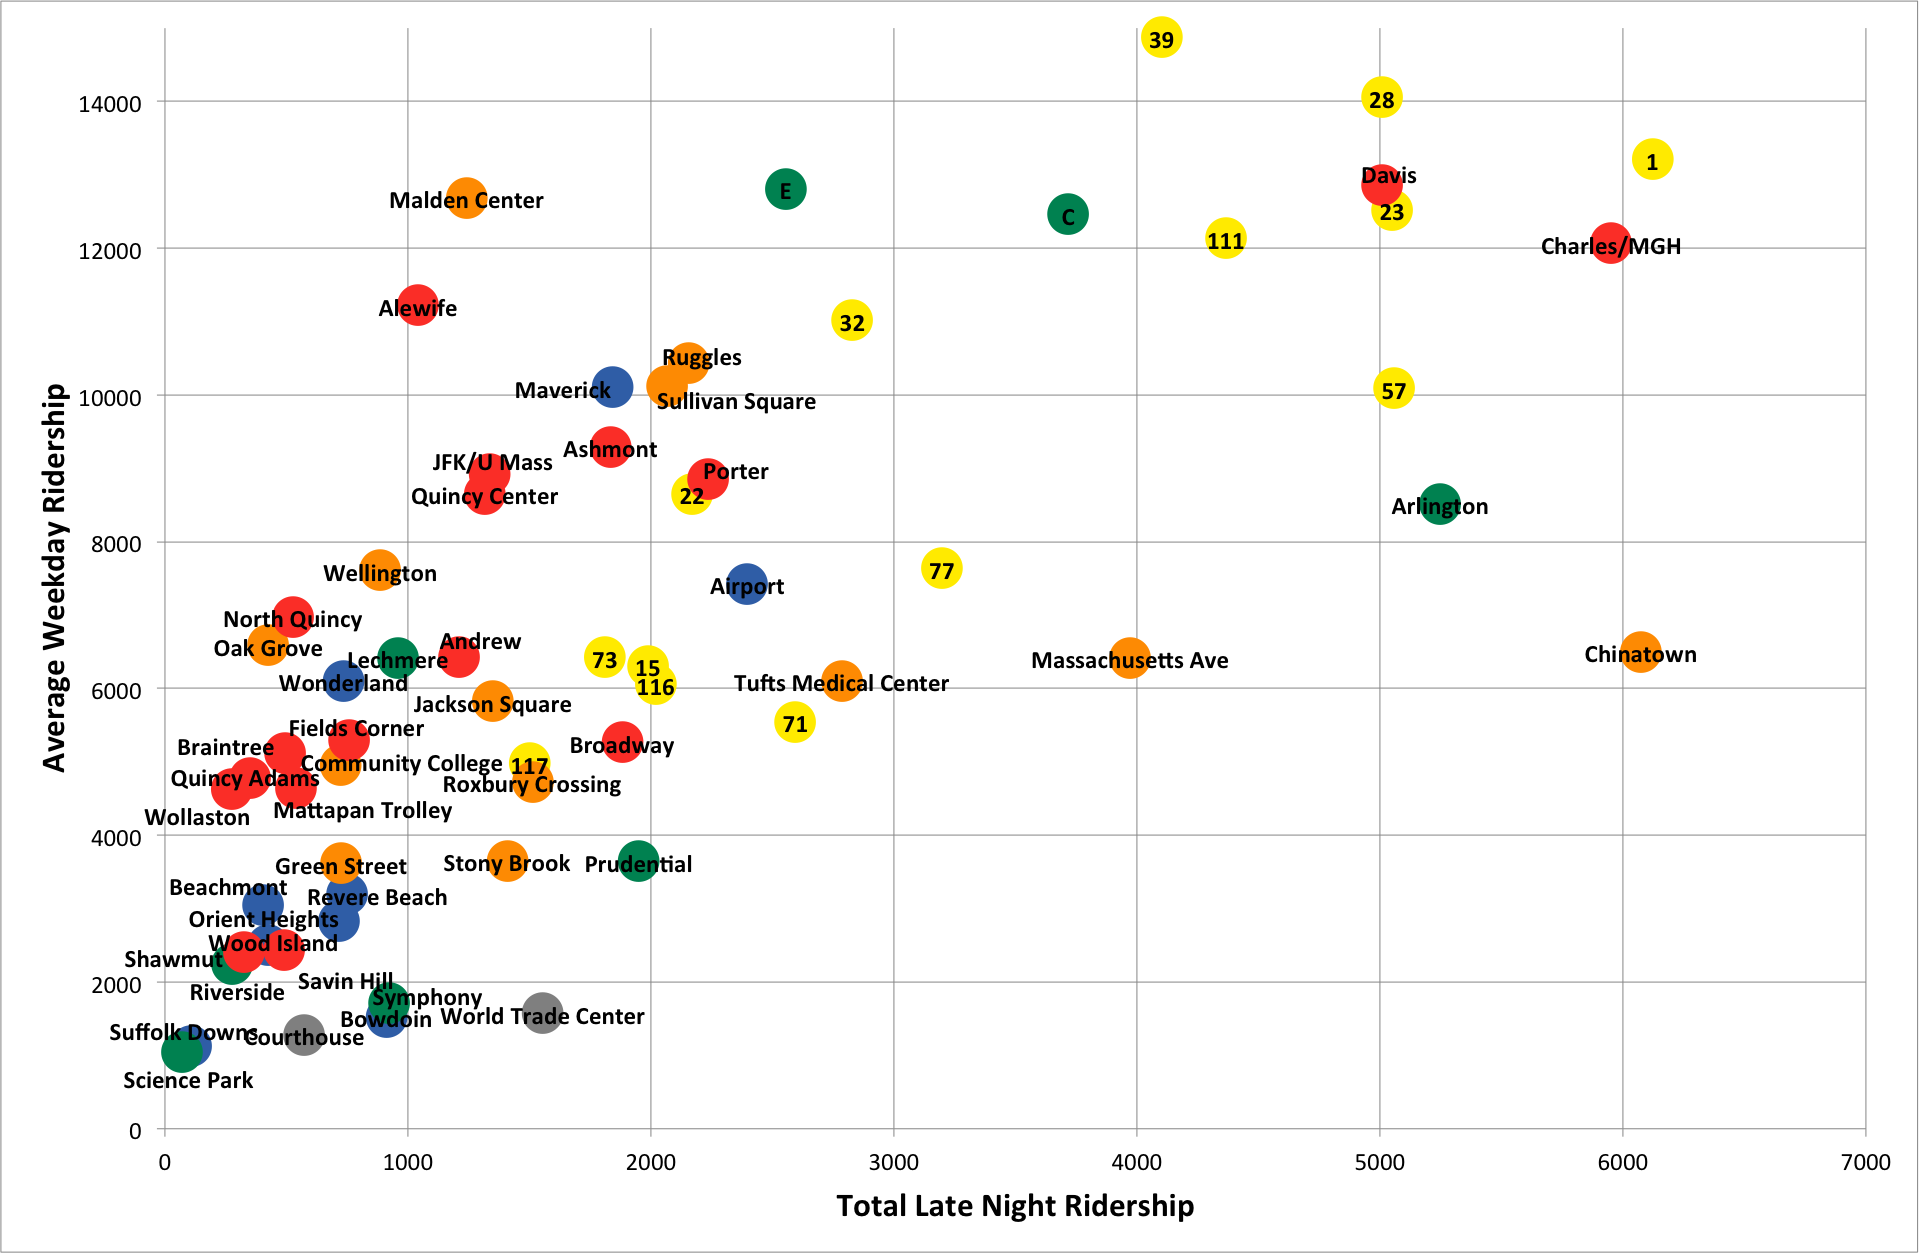 39
14000
28
1
Davis
E
Malden Center
23
C
111
12000
Charles/MGH
Alewife
32
Ruggles
Maverick
57
10000
Sullivan Square
Ashmont
JFK/U Mass
Porter
22
Quincy Center
Arlington
8000
Wellington
77
Airport
North Quincy
Andrew
Oak Grove
Lechmere
73
15
Massachusetts Ave
Chinatown
Wonderland
116
Tufts Medical Center
6000
Jackson Square
71
Fields Corner
Braintree
Broadway
Community College
117
Quincy Adams
Roxbury Crossing
Wollaston
Mattapan Trolley
4000
Green Street
Stony Brook
Prudential
Beachmont
Revere Beach
Orient Heights
Wood Island
Shawmut
2000
Savin Hill
Riverside
Symphony
Bowdoin
World Trade Center
Suffolk Downs
Courthouse
Science Park
0
0 1000 2000 3000 4000 5000 6000 7000
Total Late Night Ridership
Average Weekday Ridership